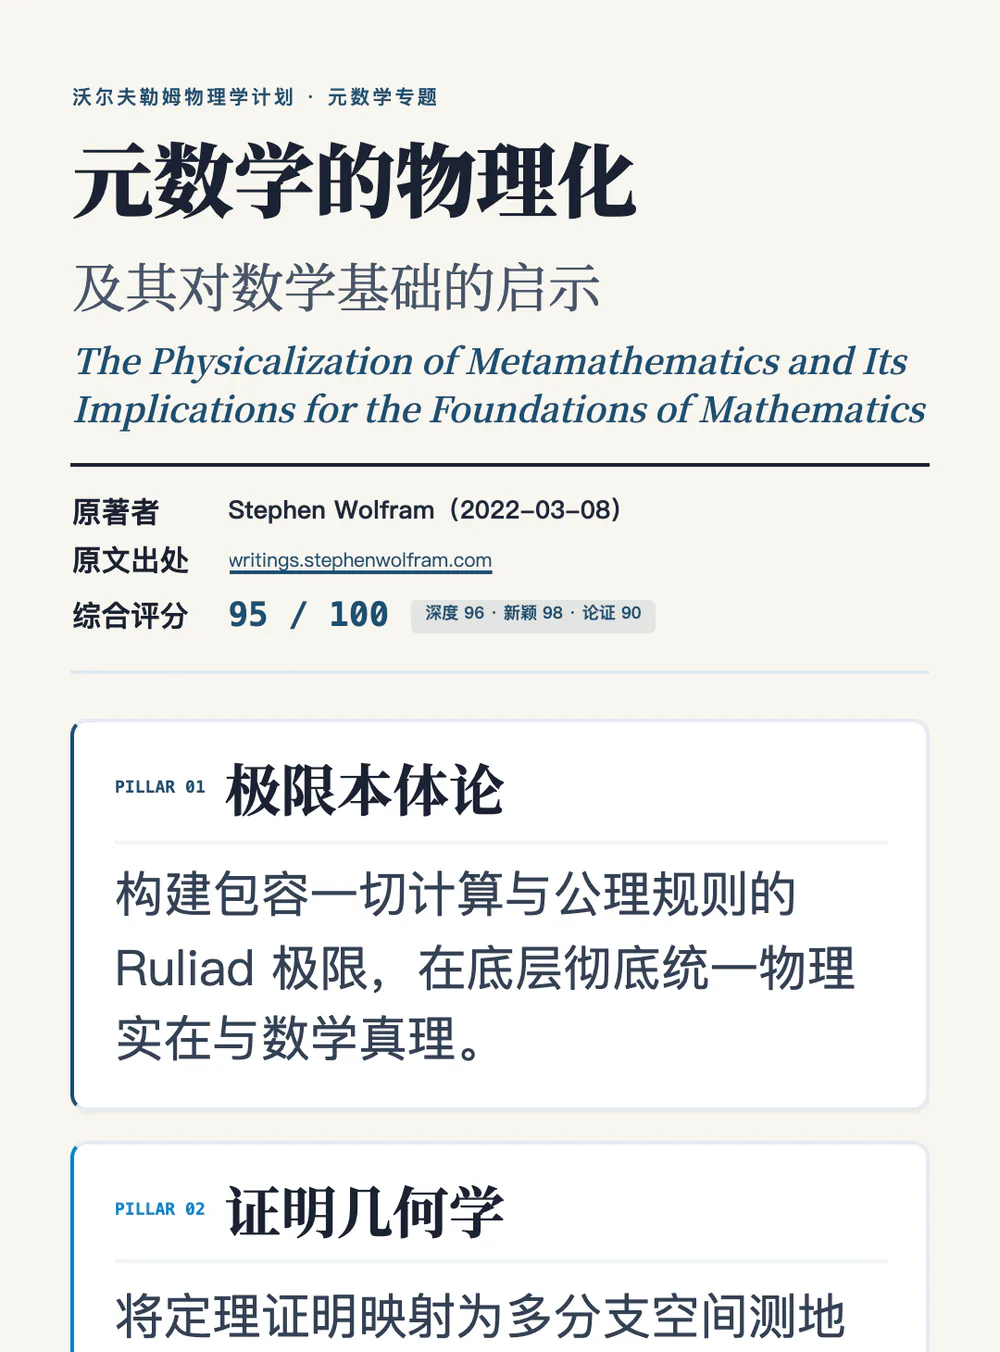 沃尔夫勒姆物理学计划 · 元数学专题
元数学的物理化
及其对数学基础的启示
The Physicalization of Metamathematics and Its
Implications for the Foundations of Mathematics
原著者 Stephen Wolfram（2022-03-08）
原文出处 writings.stephenwolfram.com
综合评分 95 / 100 深度 96 · 新颖 98 · 论证 90
PILLAR 01 极限本体论
构建包容一切计算与公理规则的
Ruliad 极限，在底层彻底统一物理
实在与数学真理。
PILLAR 02 证明几何学
将定理证明映射为多分支空间测地